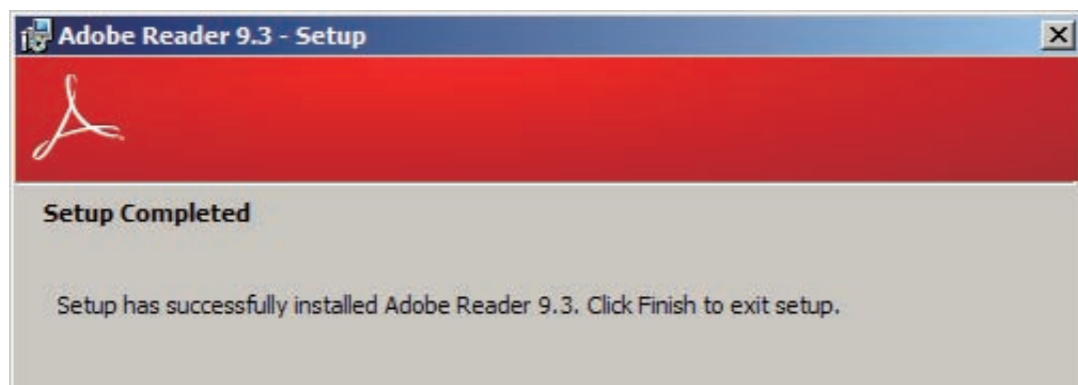 Adobe Reader 9.3 - Setup
Setup Completed
Setup has successfully installed Adobe Reader 9.3. Click Finish to exit setup.